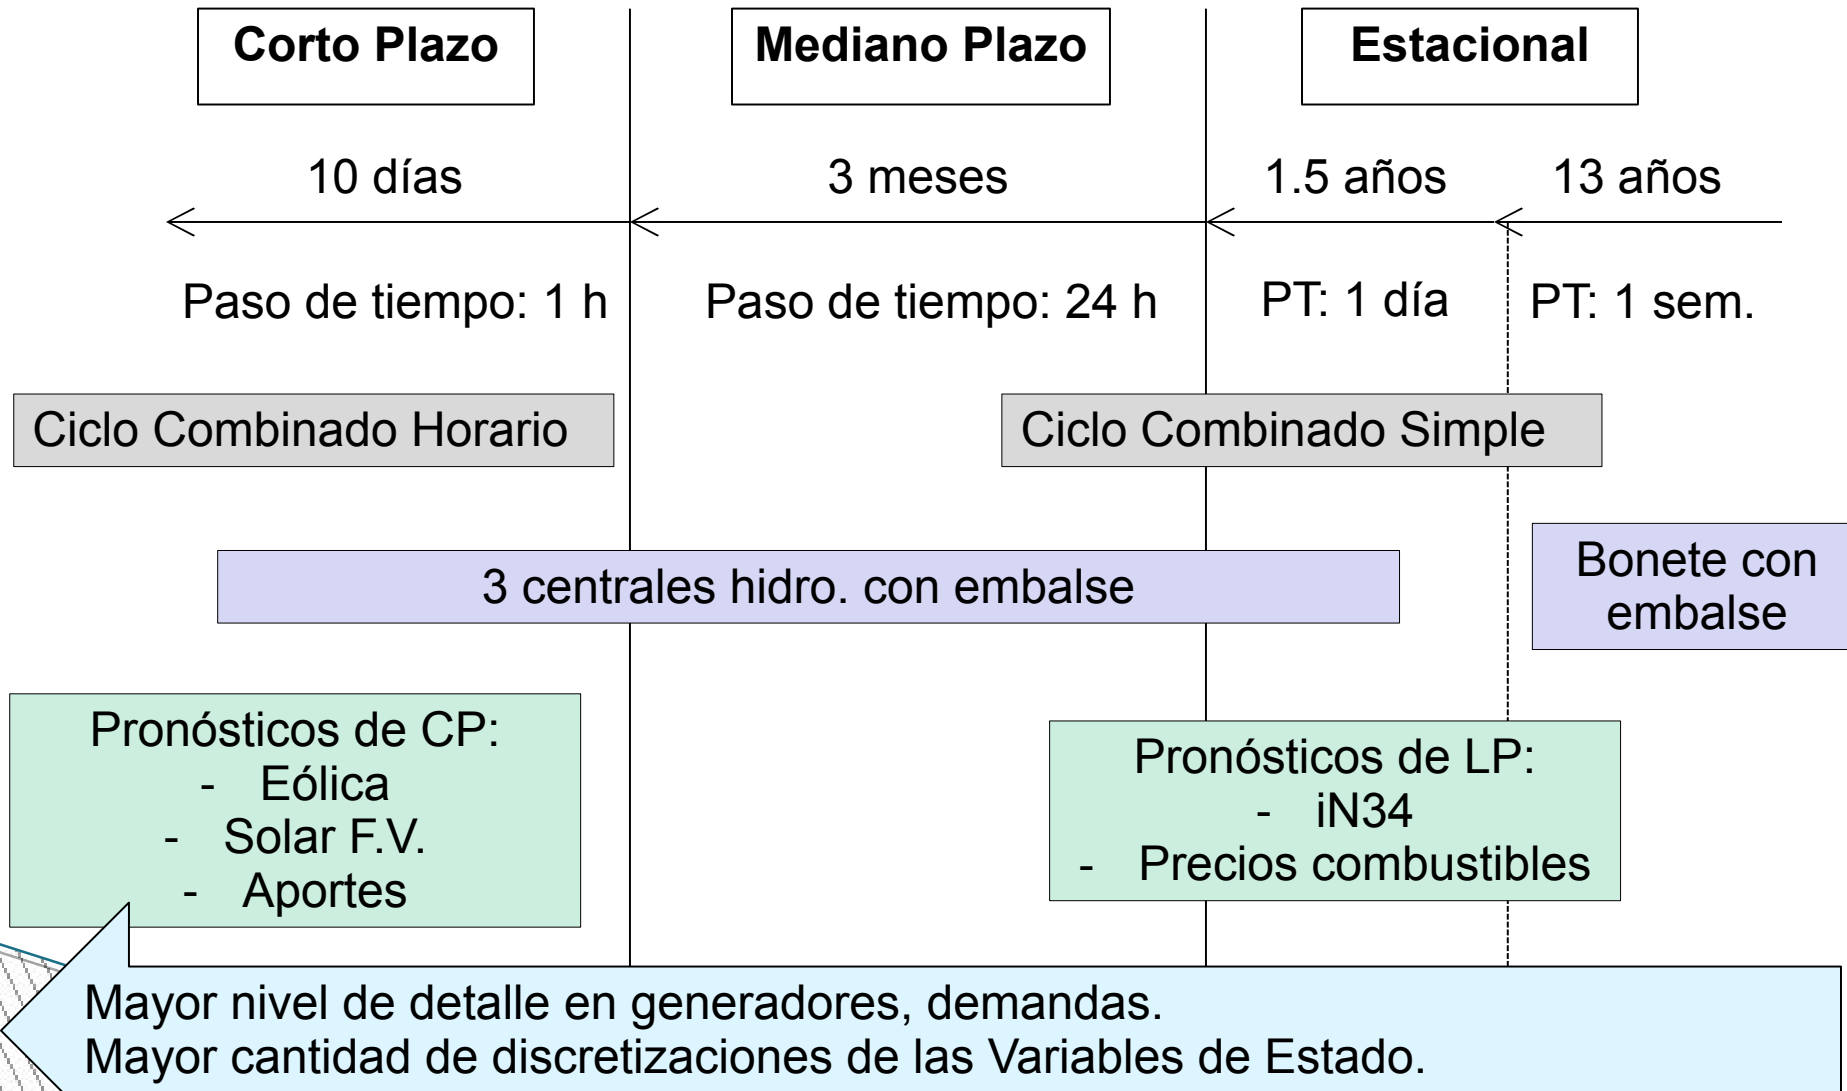 Corto Plazo
Mediano Plazo
Estacional
10 días
3 meses
1.5 años
13 años
Paso de tiempo: 1 h
Paso de tiempo: 24 h
PT: 1 día
PT: 1 sem.
Ciclo Combinado Horario
Ciclo Combinado Simple
3 centrales hidro. con embalse
Bonete con
embalse
Pronósticos de CP:
- Eólica
- Solar F.V.
- Aportes
Pronósticos de LP:
- iN34
- Precios combustibles
Mayor nivel de detalle en generadores, demandas.
Mayor cantidad de discretizaciones de las Variables de Estado.